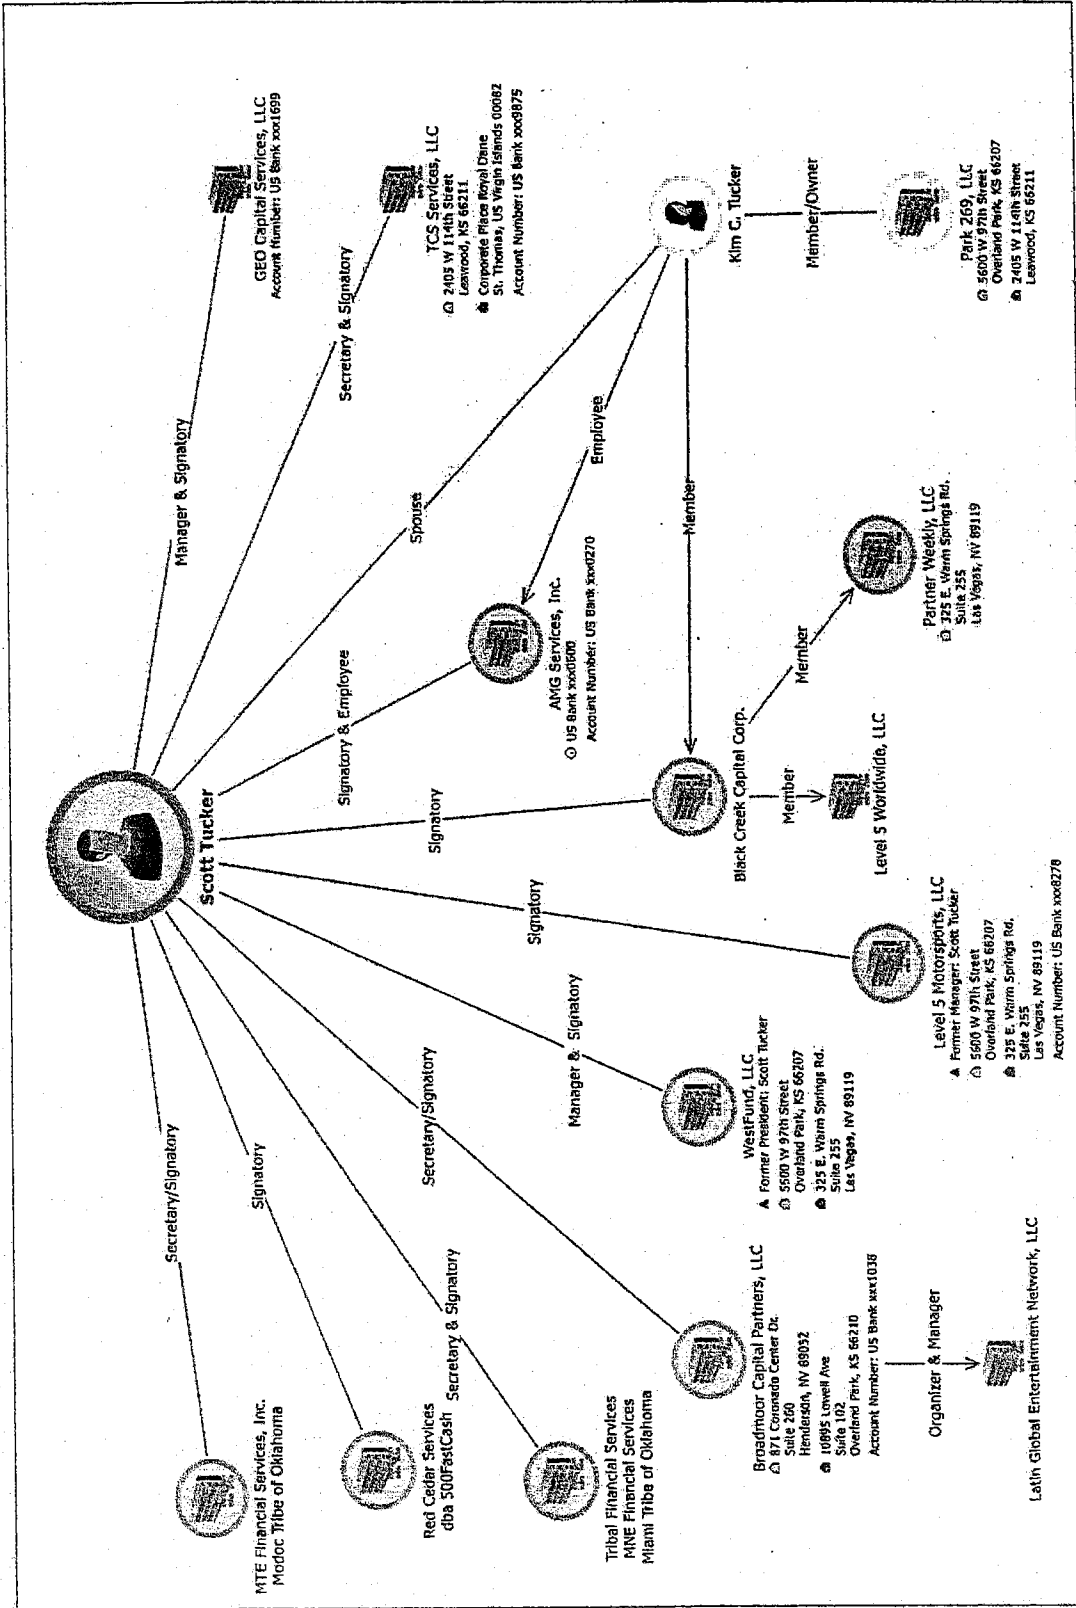 Scott Tucker
Secretary/Signatory
MTE Financial Services, Inc.
Modoc Tribe of Oklahoma
Signatory
Red Cedar Services
dba 500FastCash
Secretary & Signatory
Tribal Financial Services
MNE Financial Services
Miami Tribe of Oklahoma
Secretary/Signatory
Broadmoor Capital Partners, LLC
871 Coronado Center Dr.
Suite 260
Henderson, NV 89052
10895 Lowell Ave
Suite 102
Overland Park, KS 66210
Account Number: US Bank xxx1038
Organizer & Manager
Latin Global Entertainment Network, LLC
Manager & Signatory
WestFund, LLC
Former President: Scott Tucker
5600 W 97th Street
Overland Park, KS 66207
325 E. Warm Springs Rd.
Suite 255
Las Vegas, NV 89119
Signatory
Level 5 Motorsports, LLC
Former Manager: Scott Tucker
5600 W 97th Street
Overland Park, KS 66207
325 E. Warm Springs Rd.
Suite 255
Las Vegas, NV 89119
Account Number: US Bank xxx8278
Signatory
Black Creek Capital Corp.
Member
Level 5 Worldwide, LLC
Member
Partner Weekly, LLC
325 E. Warm Springs Rd.
Suite 255
Las Vegas, NV 89119
Signatory & Employee
AMG Services, Inc.
US Bank xxx0600
Account Number: US Bank xxx0270
Spouse
Employee
Member
Kim C. Tucker
Member/Owner
Park 269, LLC
5600 W 97th Street
Overland Park, KS 66207
2405 W 114th Street
Leawood, KS 66211
Secretary & Signatory
TCS Services, LLC
2405 W 114th Street
Leawood, KS 66211
Corporate Place Royal Dane
St. Thomas, US Virgin Islands 00082
Account Number: US Bank xxx9875
Manager & Signatory
GEO Capital Services, LLC
Account Number: US Bank xxx1699